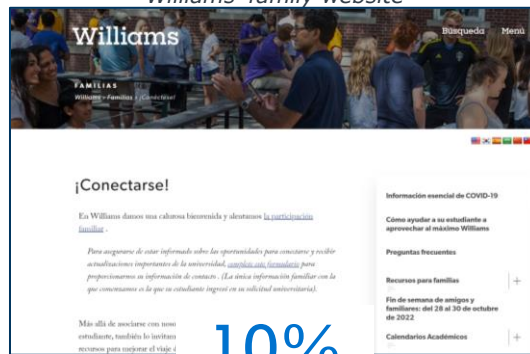 Williams' family website
Williams
Búsqueda Menú
FAMILIAS
Williams » Familias » ¡Conéctese!
¡Conectarse!
En Williams damos una calurosa bienvenida y alentamos la participación
familiar .
Para asegurarse de estar informado sobre las oportunidades para conectarse y recibir
actualizaciones importantes de la universidad, complete este formulario para
proporcionarnos su información de contacto . (La única información familiar con la
que comenzamos es la que su estudiante ingresó en su solicitud universitaria).
Más allá de asociarse con noso
estudiante, también lo invitamo
recursos para mejorar el viaje d
Información esencial de COVID-19
Cómo ayudar a su estudiante a
aprovechar al máximo Williams
Preguntas frecuentes
Recursos para familias
Fin de semana de amigos y
familiares: del 28 al 30 de octubre
de 2022
Calendarios Académicos
10%